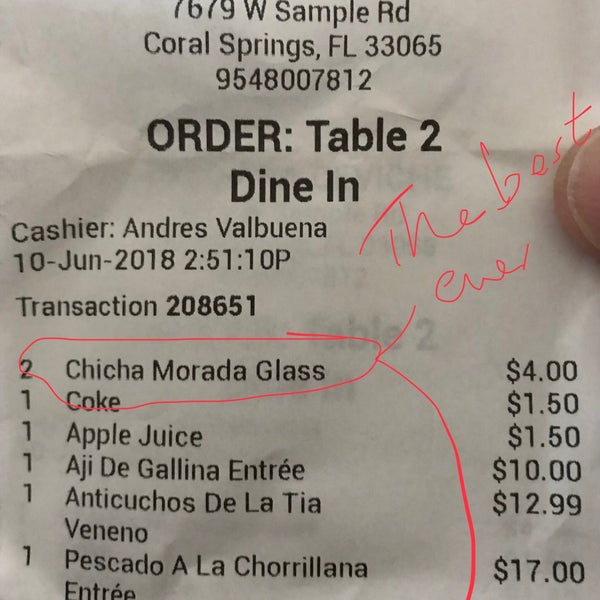 7679 W Sample Rd
Coral Springs, FL 33065
9548007812
ORDER: Table 2
Dine In
Cashier: Andres Valbuena
10-Jun-2018 2:51:10P
The best
ever
Transaction 208651
2 Chicha Morada Glass $4.00
1 Coke $1.50
1 Apple Juice $1.50
1 Aji De Gallina Entrée $10.00
1 Anticuchos De La Tia $12.99
Veneno
1 Pescado A La Chorrillana $17.00
Entrée